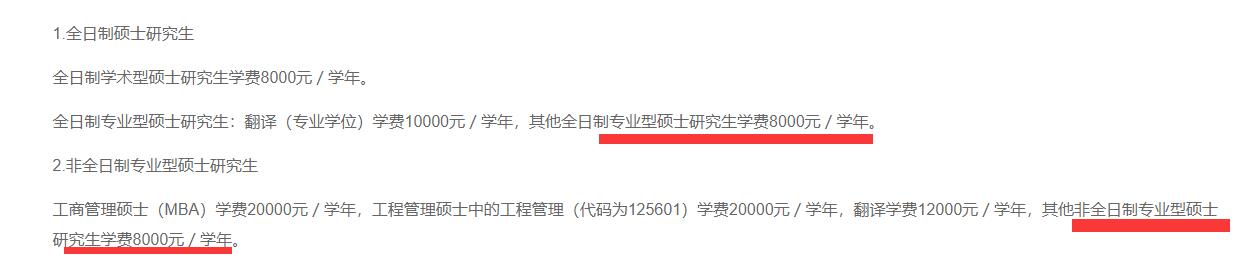 1.全日制硕士研究生
全日制学术型硕士研究生学费8000元／学年。
全日制专业型硕士研究生：翻译（专业学位）学费10000元／学年，其他全日制专业型硕士研究生学费8000元／学年。
2.非全日制专业型硕士研究生
工商管理硕士（MBA）学费20000元／学年，工程管理硕士中的工程管理（代码为125601）学费20000元／学年，翻译学费12000元／学年，其他非全日制专业型硕士
研究生学费8000元／学年。